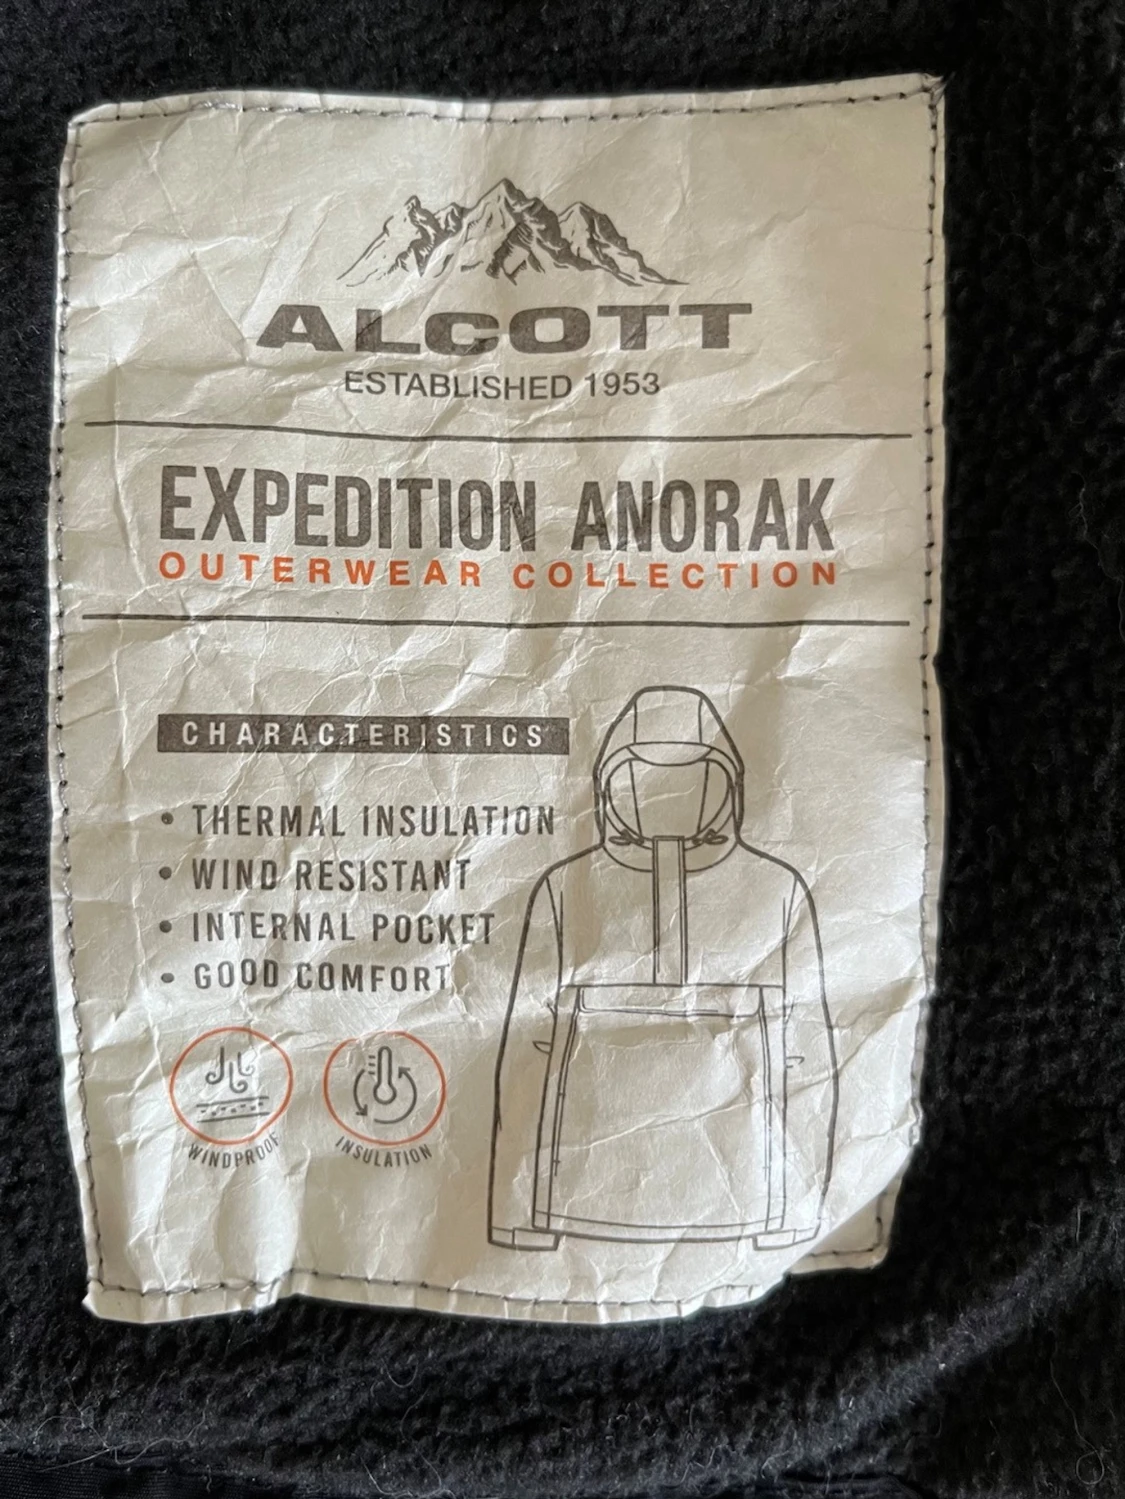 ALCOTT
ESTABLISHED 1953
EXPEDITION ANORAK
OUTERWEAR COLLECTION
CHARACTERISTICS
• THERMAL INSULATION
• WIND RESISTANT
• INTERNAL POCKET
• GOOD COMFORT
WINDPROOF
INSULATION